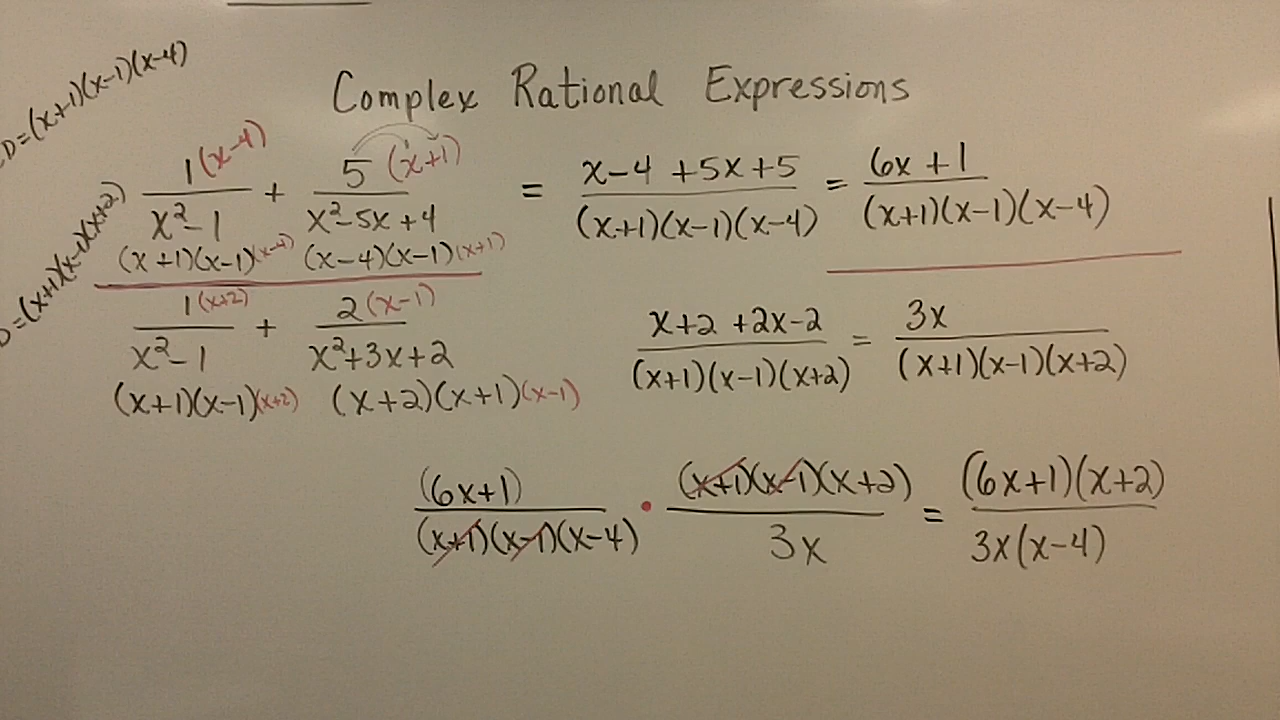 Complex Rational Expressions
D=(x+1)(x-1)(x-4)
1(x-4)/(x²-1) + 5(x+1)/(x²-5x+4) = (x-4+5x+5)/((x+1)(x-1)(x-4)) = (6x+1)/((x+1)(x-1)(x-4))
(x+1)(x-1)(x-4) (x-4)(x-1)(x+1)
D=(x+1)(x-1)(x+2)
1(x+2)/(x²-1) + 2(x-1)/(x²+3x+2) (x+2+2x-2)/((x+1)(x-1)(x+2)) = 3x/((x+1)(x-1)(x+2))
(x+1)(x-1)(x+2) (x+2)(x+1)(x-1)
(6x+1)/((x+1)(x-1)(x-4)) • (x+1)(x-1)(x+2)/3x = (6x+1)(x+2)/(3x(x-4))